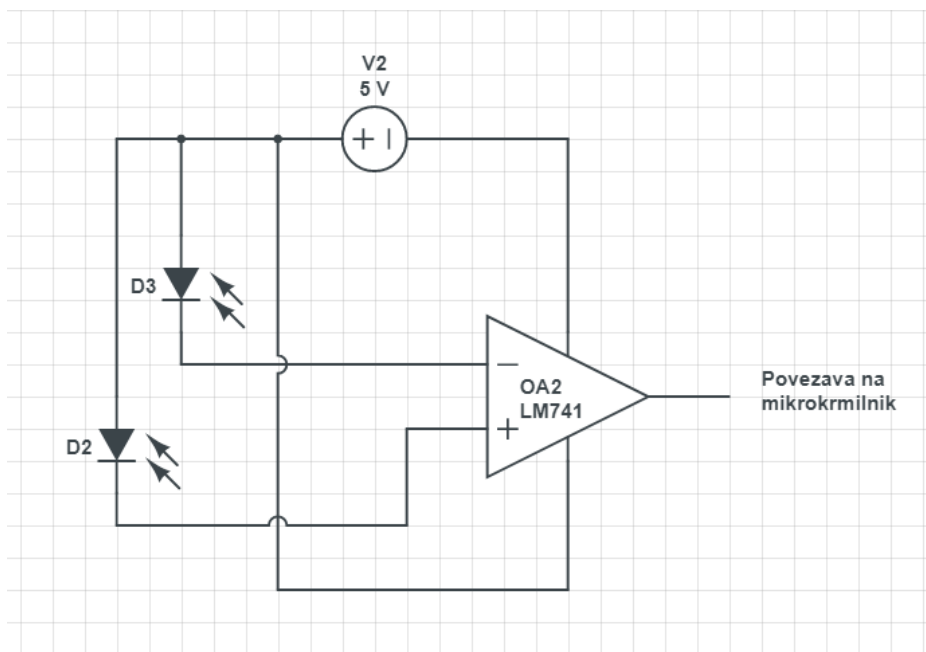 V2
5 V
D3
OA2
LM741
D2
Povezava na
mikrokrmilnik